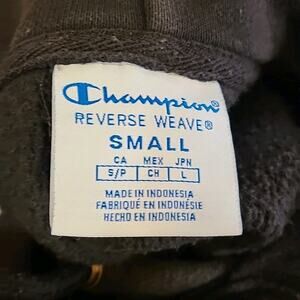 Champion®
REVERSE WEAVE®
SMALL
CA MEX JPN
S/P CH L
MADE IN INDONESIA
FABRIQUÉ EN INDONÉSIE
HECHO EN INDONESIA